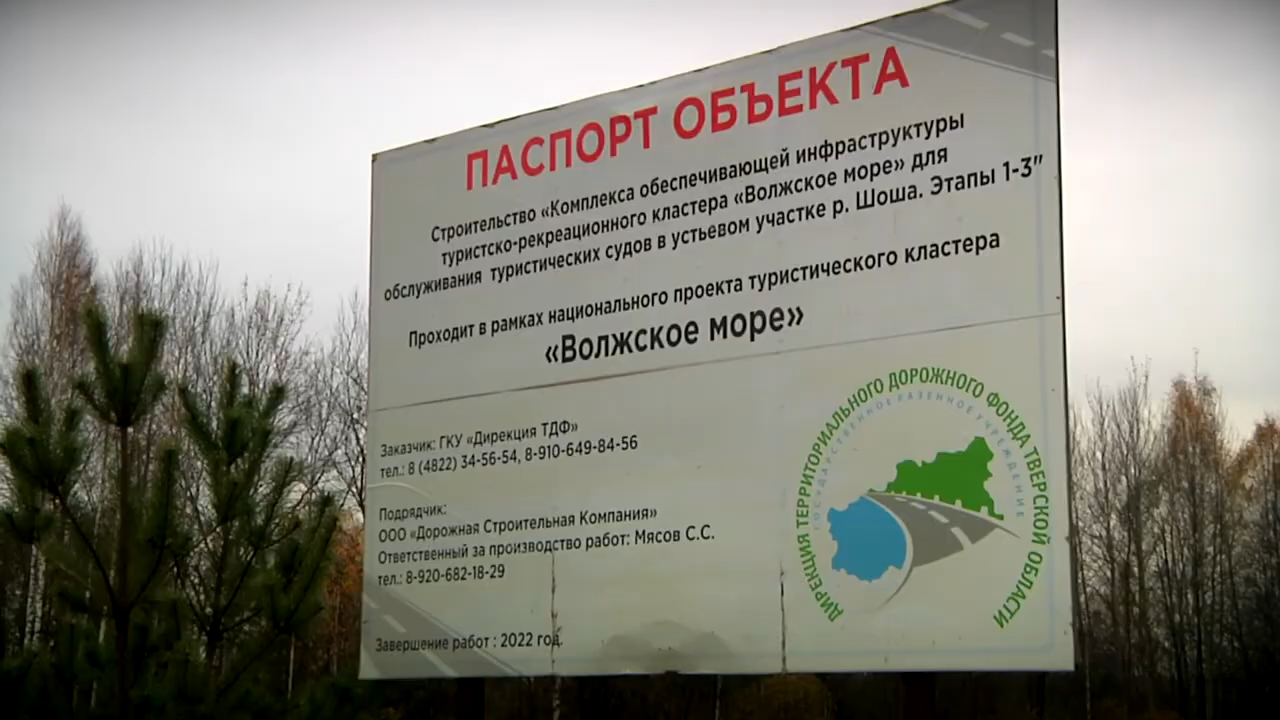 ПАСПОРТ ОБЪЕКТА
Строительство «Комплекса обеспечивающей инфраструктуры
туристско-рекреационного кластера «Волжское море» для
обслуживания туристических судов в устьевом участке р. Шоша. Этапы 1-3"
Проходит в рамках национального проекта туристического кластера
«Волжское море»
Заказчик: ГКУ «Дирекция ТДФ»
тел.: 8 (4822) 34-56-54, 8-910-649-84-56
Подрядчик:
ООО «Дорожная Строительная Компания»
Ответственный за производство работ: Мясов С.С.
тел.: 8-920-682-18-29
Завершение работ : 2022 год.
ДИРЕКЦИЯ ТЕРРИТОРИАЛЬНОГО ДОРОЖНОГО ФОНДА ТВЕРСКОЙ ОБЛАСТИ
ГОСУДАРСТВЕННОЕ КАЗЕННОЕ УЧРЕЖДЕНИЕ